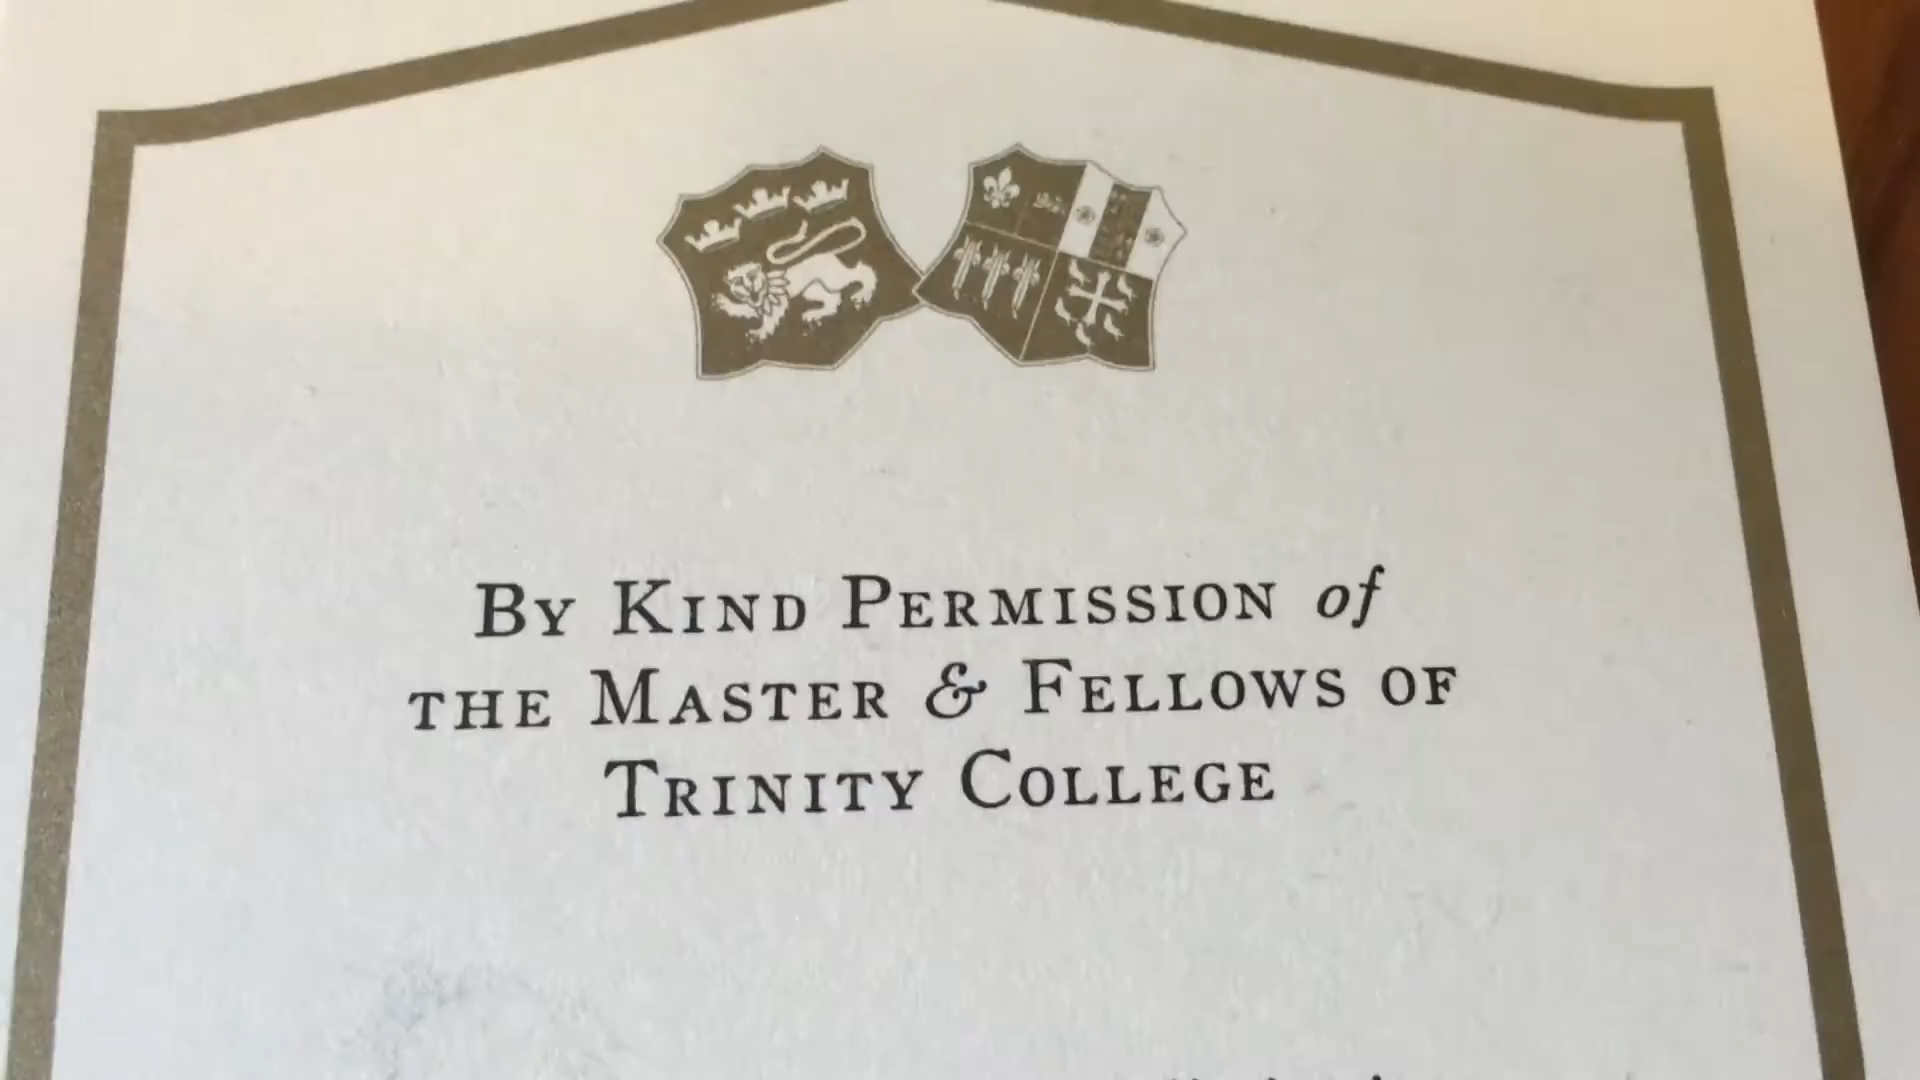 By Kind Permission of
the Master & Fellows of
Trinity College